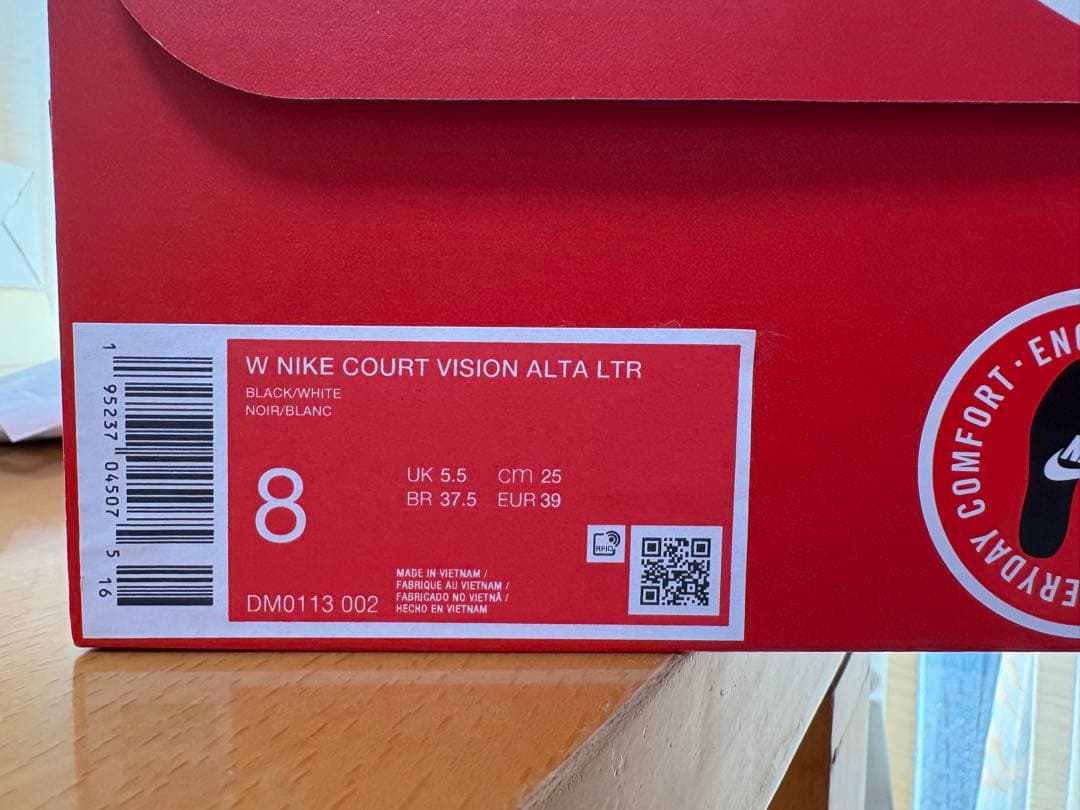 W NIKE COURT VISION ALTA LTR
BLACK/WHITE
NOIR/BLANC
8
UK 5.5 cm 25
BR 37.5 EUR 39
RFID
DM0113 002
MADE IN VIETNAM /
FABRIQUE AU VIETNAM /
FABRICADO NO VIETNÃ /
HECHO EN VIETNAM
1 95237 04507 5 16
ERYDAY COMFORT · EN